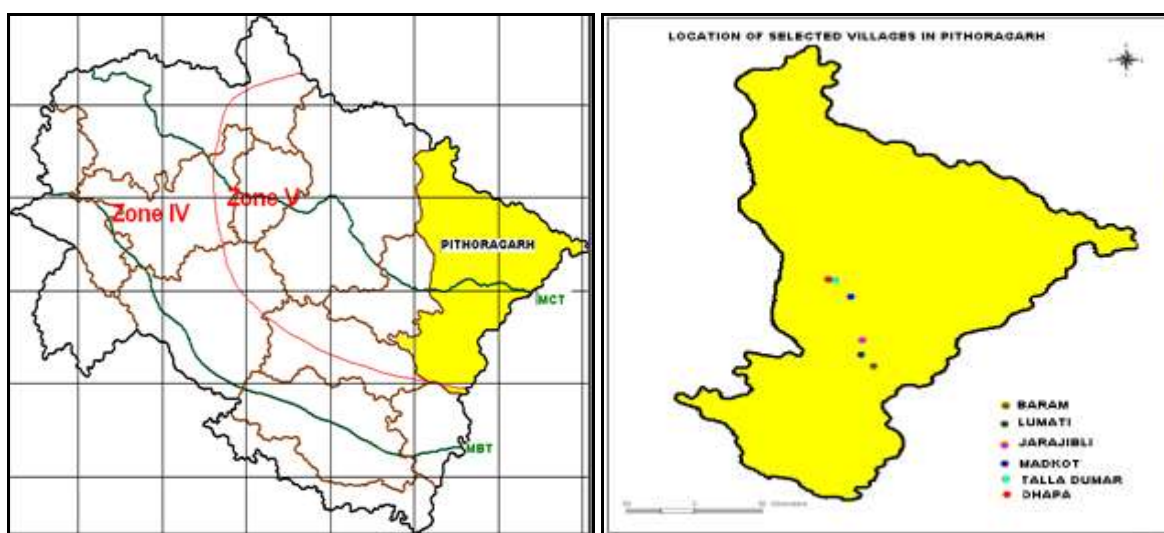 Zone IV
Zone V
PITHORAGARH
MCT
MBT
LOCATION OF SELECTED VILLAGES IN PITHORAGARH
BARAM
LUMATI
JARAJIBLI
MADKOT
TALLA DUMAR
DHAPA